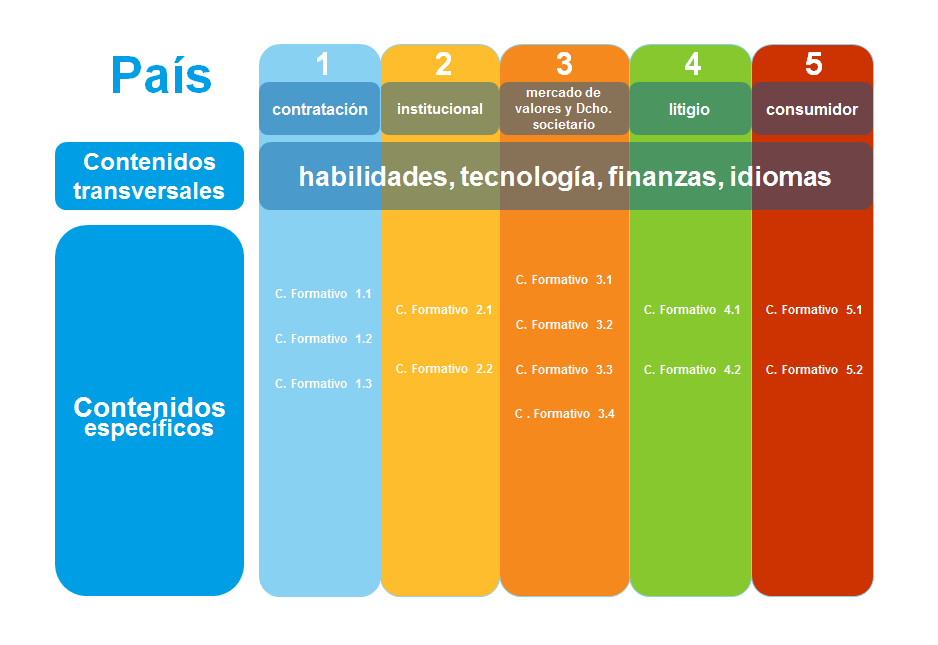 País
1
2
3
4
5
contratación
institucional
mercado de
valores y Dcho.
societario
litigio
consumidor
Contenidos
transversales
habilidades, tecnología, finanzas, idiomas
Contenidos
específicos
C. Formativo 1.1
C. Formativo 1.2
C. Formativo 1.3
C. Formativo 2.1
C. Formativo 2.2
C. Formativo 3.1
C. Formativo 3.2
C. Formativo 3.3
C . Formativo 3.4
C. Formativo 4.1
C. Formativo 4.2
C. Formativo 5.1
C. Formativo 5.2